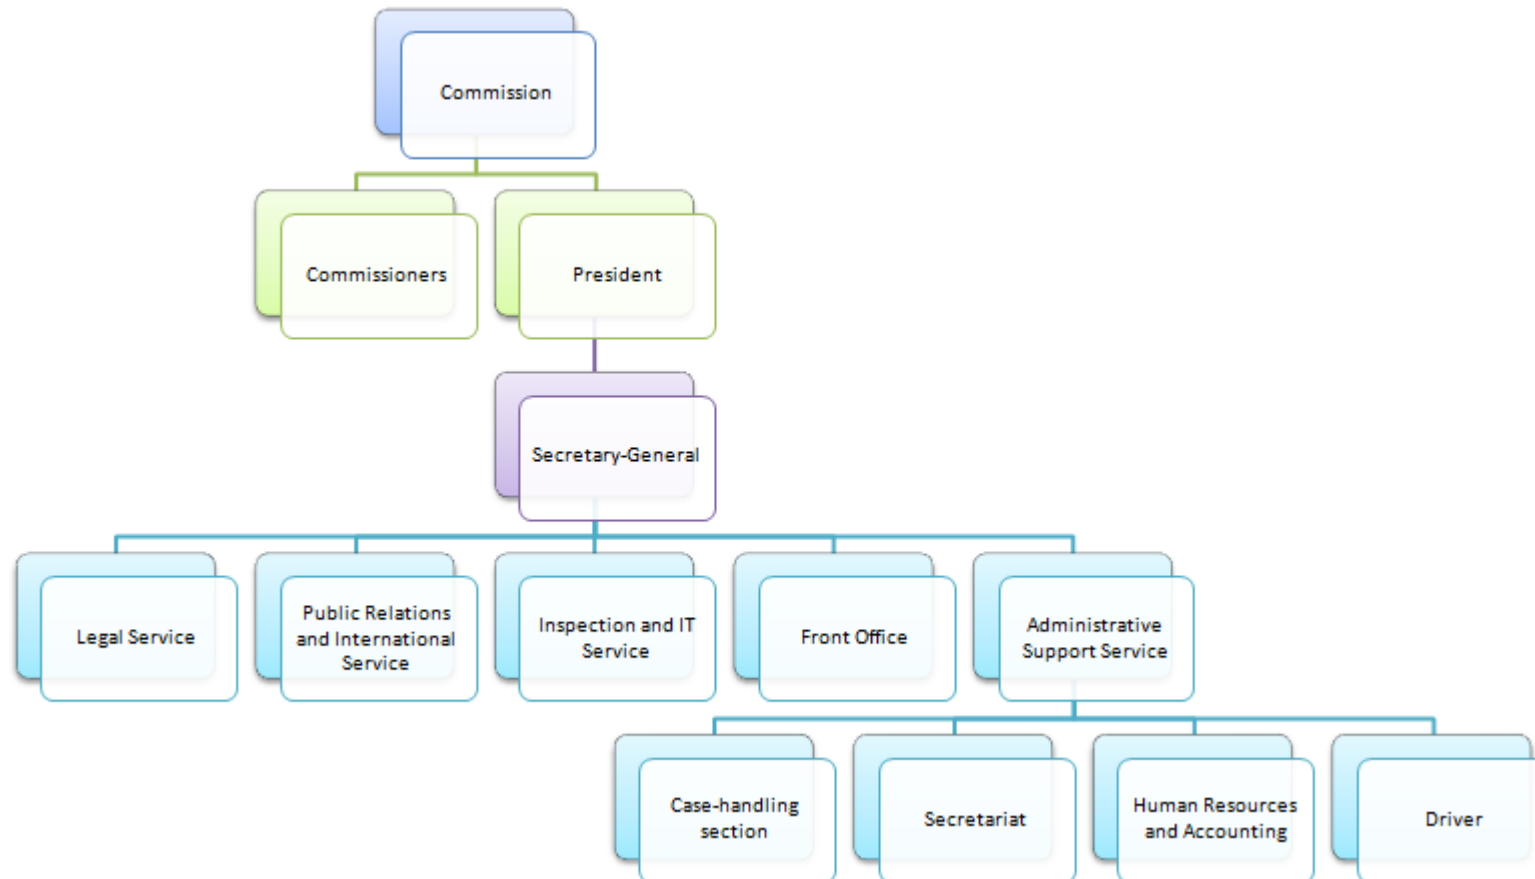 Commission
Commissioners
President
Secretary-General
Legal Service
Public Relations
and International
Service
Inspection and IT
Service
Front Office
Administrative
Support Service
Case-handling
section
Secretariat
Human Resources
and Accounting
Driver